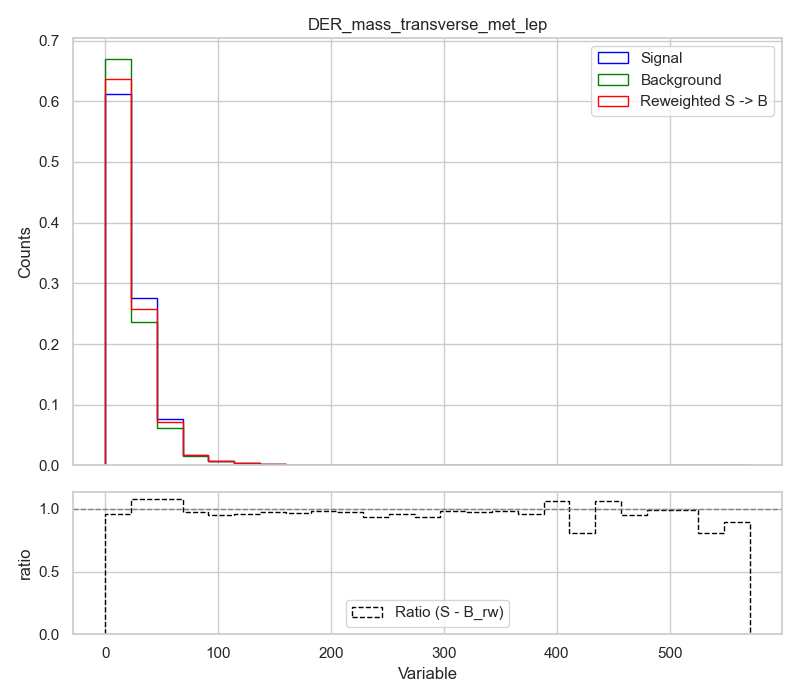 DER_mass_transverse_met_lep
0.7
0.6
0.5
0.4
0.3
0.2
0.1
0.0
Counts
Signal
Background
Reweighted S -> B
1.0
0.5
0.0
ratio
Ratio (S - B_rw)
0 100 200 300 400 500
Variable